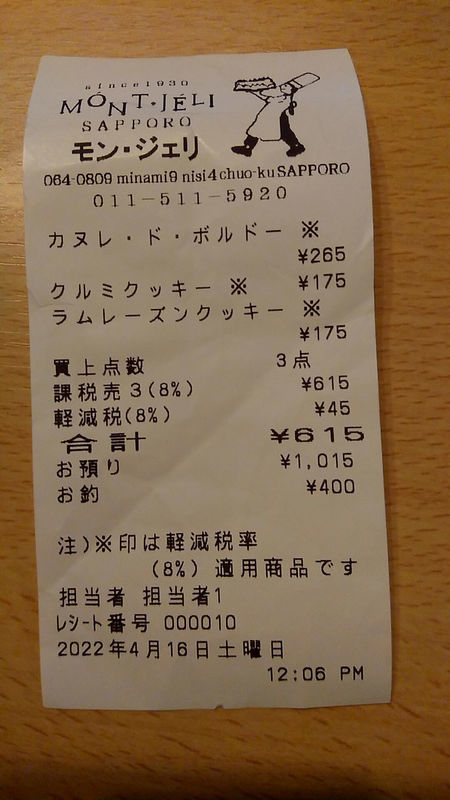 since1930
MONT・JÉLI
SAPPORO
モン・ジェリ
064-0809 minami9 nisi4 chuo-ku SAPPORO
011-511-5920
カヌレ・ド・ボルドー ※
¥265
クルミクッキー ※ ¥175
ラムレーズンクッキー ※
¥175
買上点数 3点
課税売3(8%) ¥615
軽減税(8%) ¥45
合計 ¥615
お預り ¥1,015
お釣 ¥400
注)※印は軽減税率
(8%) 適用商品です
担当者 担当者1
レシート番号 000010
2022年4月16日土曜日
12:06 PM